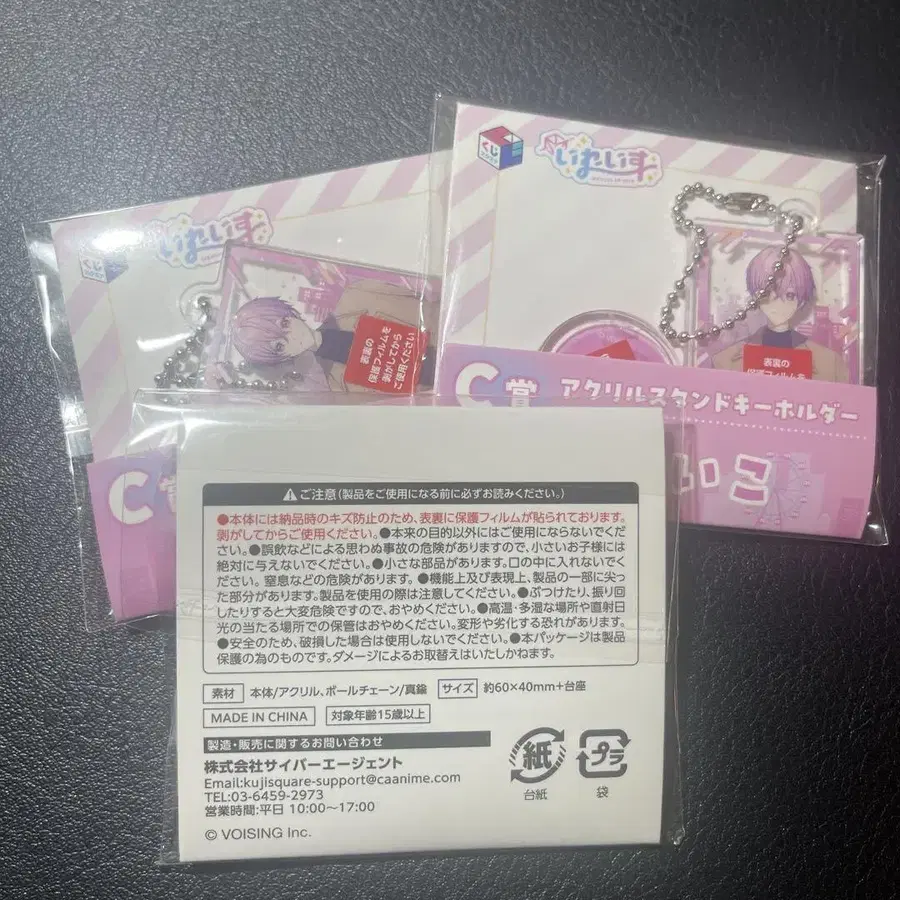 くじ
いれいす
くじ
いれいす
表裏の
保護フィルムを
剥がしてから
ご使用ください
表裏の
保護フィルムを
C賞 アクリルスタンドキーホルダー
C
⚠ご注意(製品をご使用になる前に必ずお読みください。)
●本体には納品時のキズ防止のため、表裏に保護フィルムが貼られております。
剥がしてからご使用ください。●本来の目的以外にはご使用にならないでくだ
さい。●誤飲などによる思わぬ事故の危険がありますので、小さいお子様には
絶対に与えないでください。●小さな部品があります。口の中に入れないでく
ださい。窒息などの危険があります。●機能上及び表現上、製品の一部に尖っ
た部分があります。製品を使用の際は注意してください。●ぶつけたり、振り回
したりすると大変危険ですので、おやめください。●高温・多湿な場所や直射日
光の当たる場所での保管はおやめください。変形や劣化する恐れがあります。
●安全のため、破損した場合は使用しないでください。●本パッケージは製品
保護の為のものです。ダメージによるお取替えはいたしかねます。
素材 本体/アクリル、ボールチェーン/真鍮 サイズ 約60×40mm+台座
MADE IN CHINA 対象年齢15歳以上
製造・販売に関するお問い合わせ
株式会社サイバーエージェント
Email:kujisquare-support@caanime.com
TEL:03-6459-2973
営業時間:平日 10:00〜17:00
© VOISING Inc.
紙
台紙
プラ
袋